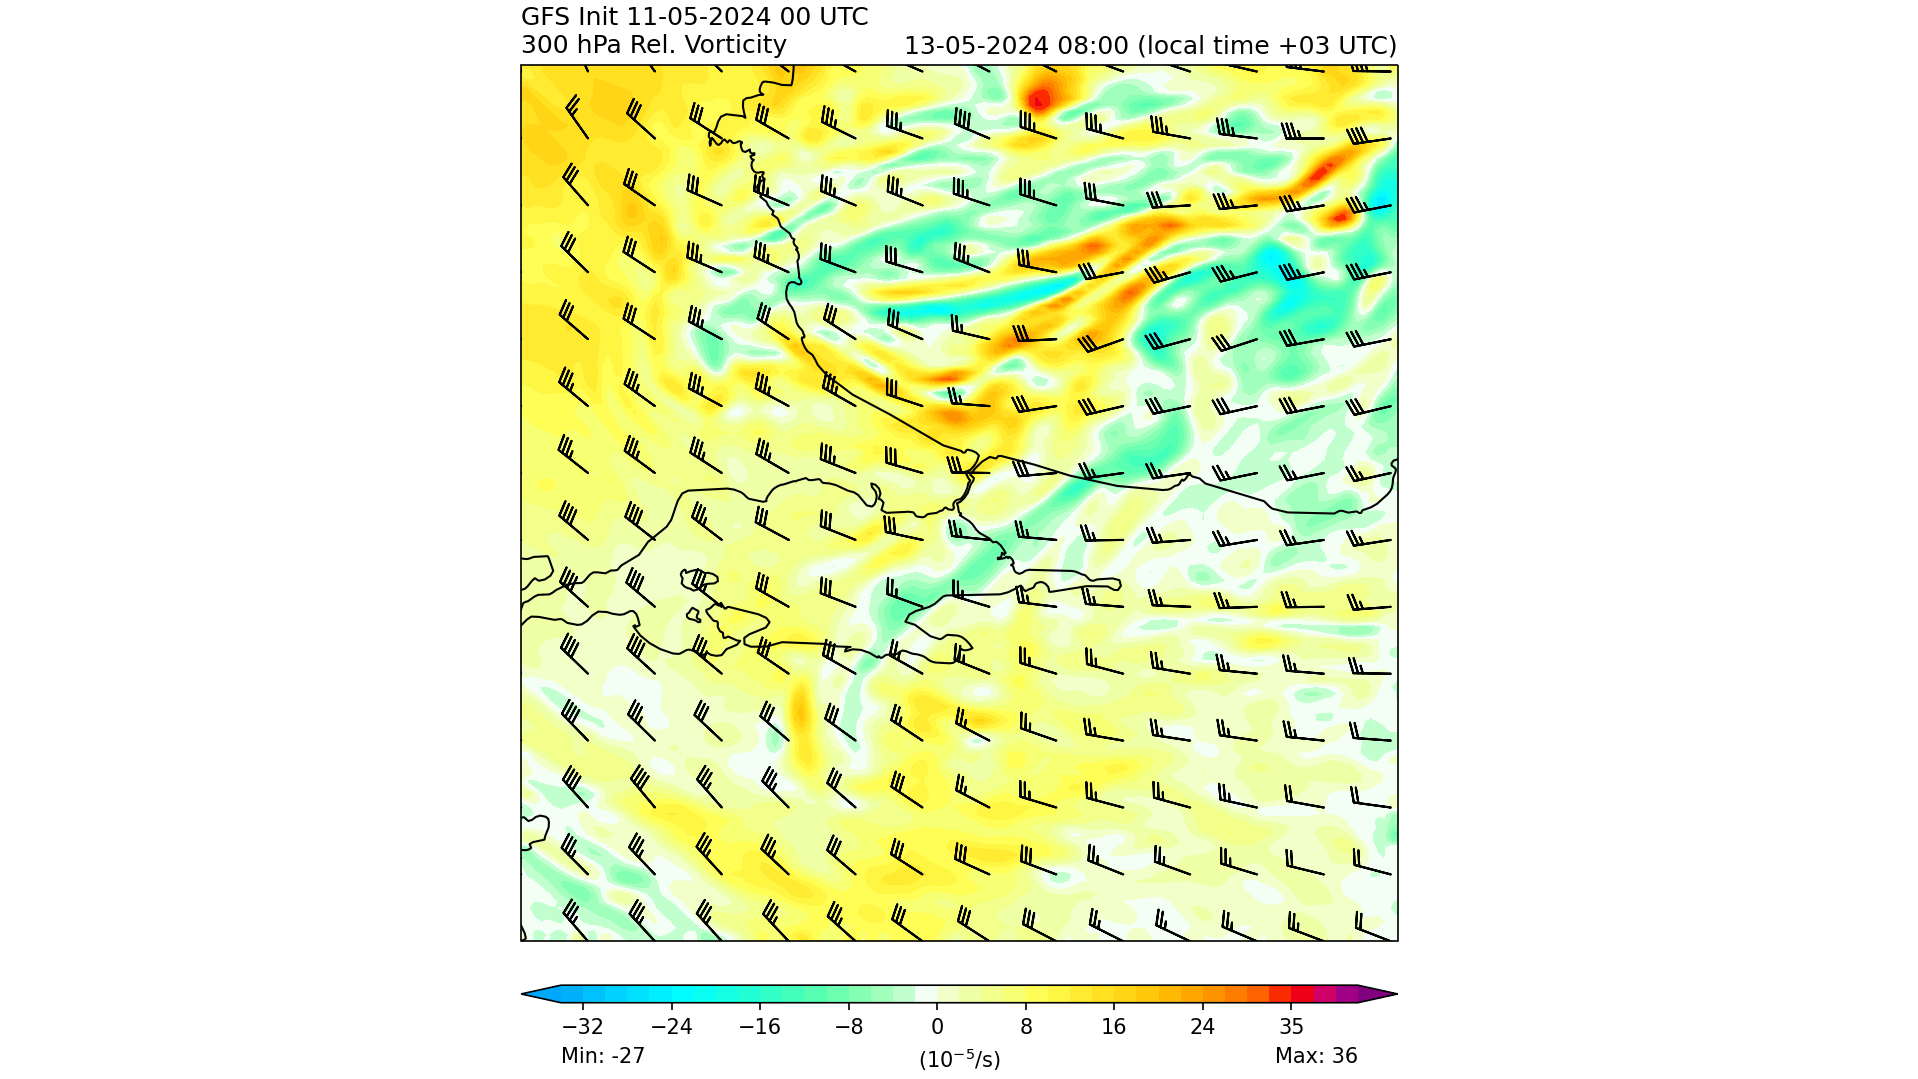 GFS Init 11-05-2024 00 UTC
300 hPa Rel. Vorticity
13-05-2024 08:00 (local time +03 UTC)
−32 −24 −16 −8 0 8 16 24 35
Min: -27
(10⁻⁵/s)
Max: 36